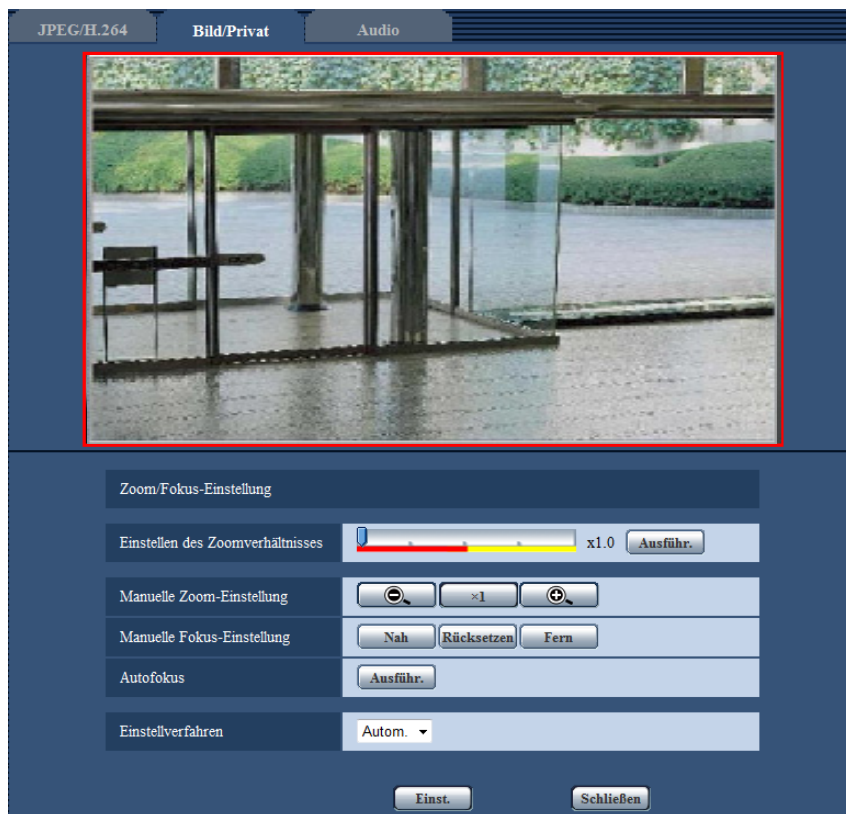 JPEG/H.264 Bild/Privat Audio
Zoom/Fokus-Einstellung
Einstellen des Zoomverhältnisses x1.0 Ausführ.
Manuelle Zoom-Einstellung ×1
Manuelle Fokus-Einstellung Nah Rücksetzen Fern
Autofokus Ausführ.
Einstellverfahren Autom.
Einst. Schließen